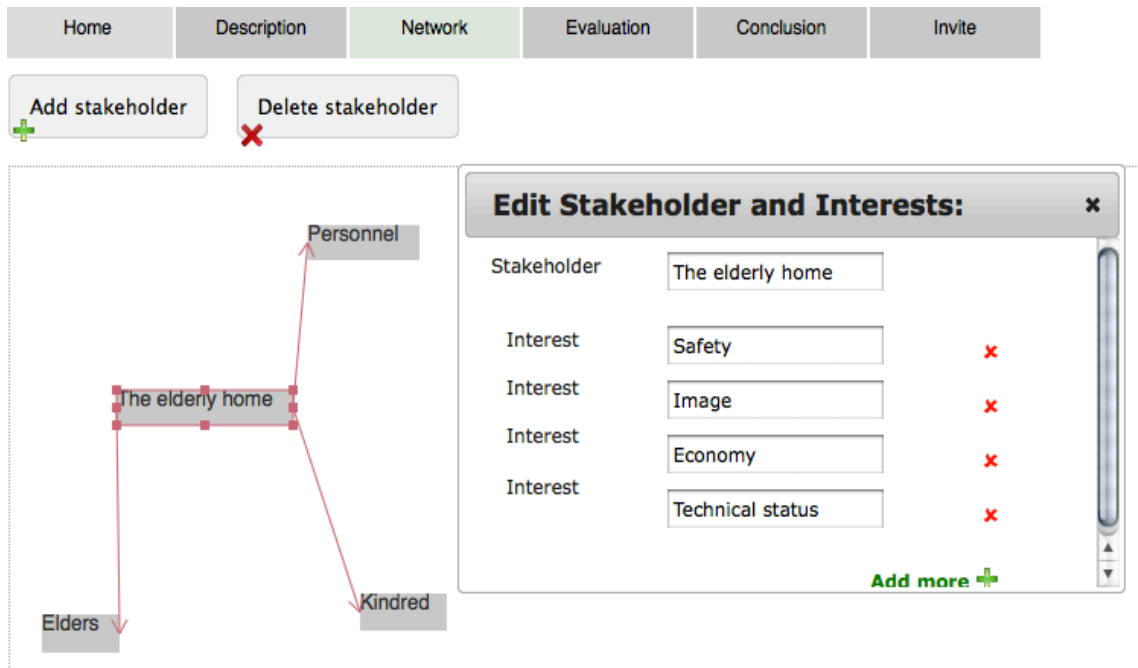 Home Description Network Evaluation Conclusion Invite
Add stakeholder Delete stakeholder
Personnel
The elderly home
Elders
Kindred
Edit Stakeholder and Interests:
Stakeholder The elderly home
Interest Safety
Interest Image
Interest Economy
Interest Technical status
Add more